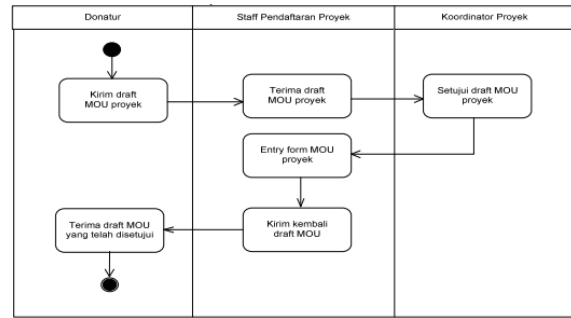 Donatur
Staff Pendaftaran Proyek
Koordinator Proyek
Kirim draft
MOU proyek
Terima draft
MOU proyek
Setujui draft MOU
proyek
Entry form MOU
proyek
Kirim kembali
draft MOU
Terima draft MOU
yang telah disetujui